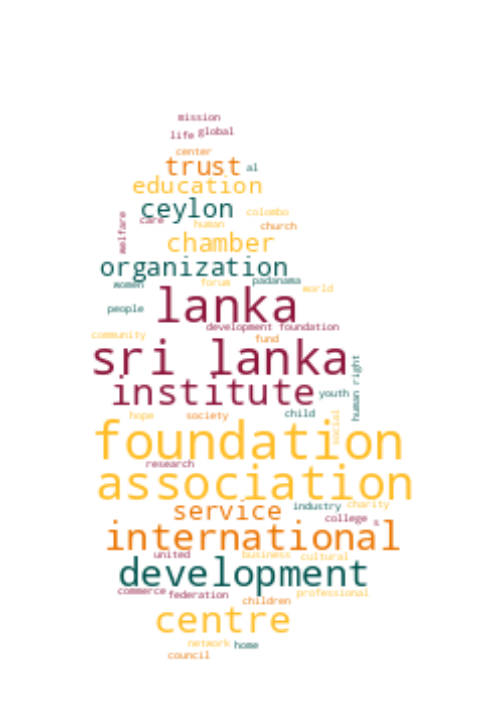 mission
life global
center
trust al
education
ceylon colombo
welfare care human church
chamber
organization
women forum padanama world
people lanka
development foundation
community fund
sri lanka
human right
institute youth
hope society child social
foundation
research
association
service industry charity
college s
international
united business cultural
development
commerce federation children professional
centre
network home
council